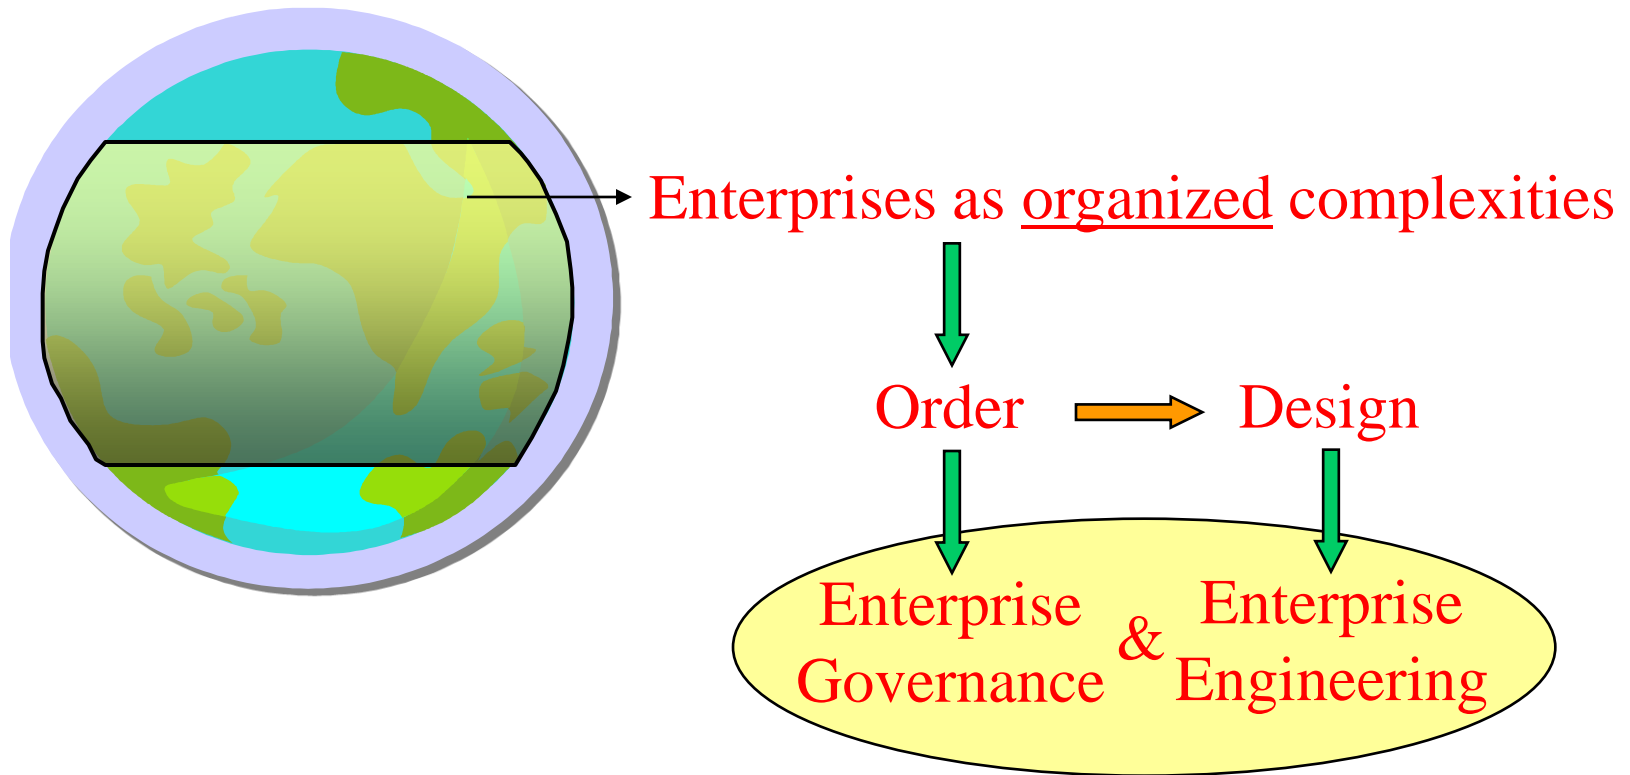 Enterprises as organized complexities
Order
Design
Enterprise
Governance
&
Enterprise
Engineering